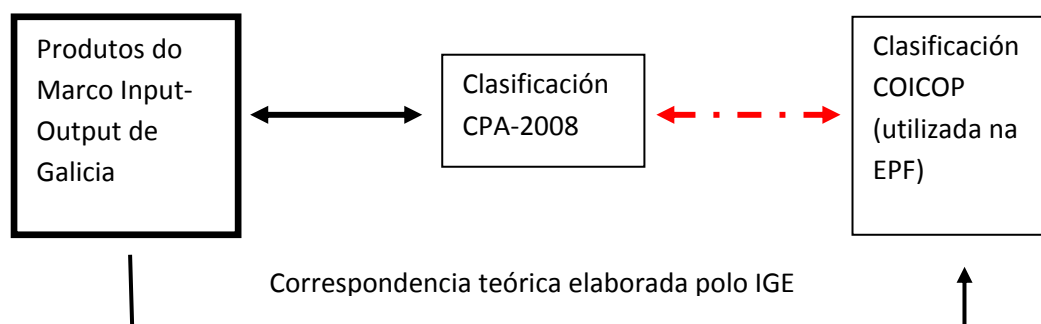 Produtos do
Marco Input-
Output de
Galicia
Clasificación
CPA-2008
Clasificación
COICOP
(utilizada na
EPF)
Correspondencia teórica elaborada polo IGE